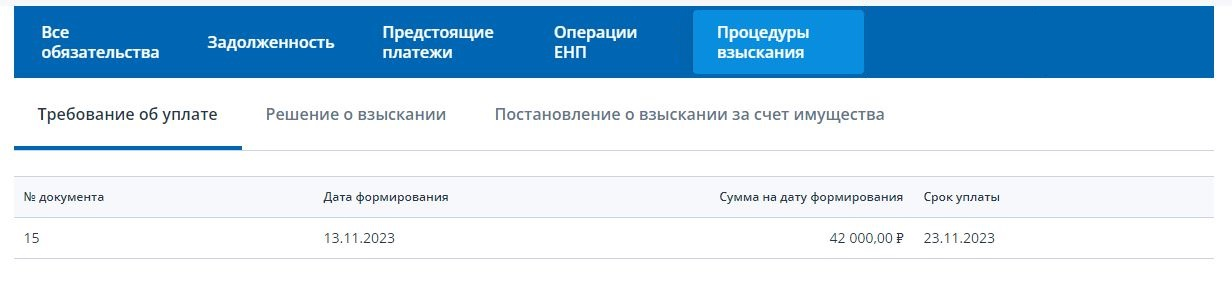 Все обязательства
Задолженность
Предстоящие платежи
Операции ЕНП
Процедуры взыскания
Требование об уплате
Решение о взыскании
Постановление о взыскании за счет имущества
№ документа
Дата формирования
Сумма на дату формирования
Срок уплаты
15
13.11.2023
42 000,00 ₽
23.11.2023